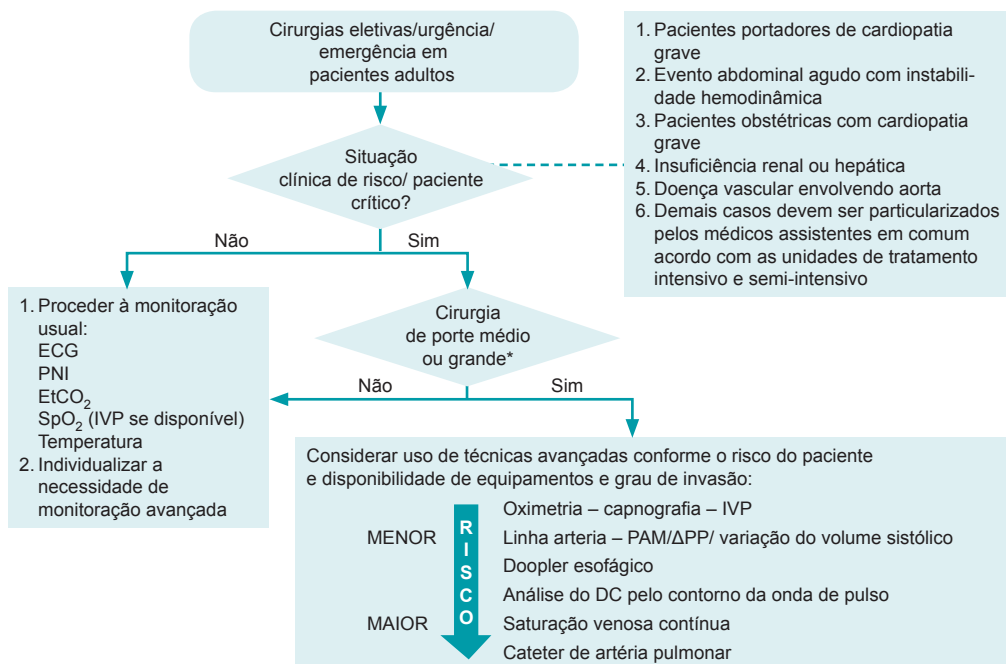 Cirurgias eletivas/urgência/
emergência em
pacientes adultos
1. Pacientes portadores de cardiopatia
grave
2. Evento abdominal agudo com instabili-
dade hemodinâmica
3. Pacientes obstétricas com cardiopatia
grave
4. Insuficiência renal ou hepática
5. Doença vascular envolvendo aorta
6. Demais casos devem ser particularizados
pelos médicos assistentes em comum
acordo com as unidades de tratamento
intensivo e semi-intensivo
Situação
clínica de risco/ paciente
crítico?
Não
Sim
1. Proceder à monitoração
usual:
ECG
PNI
EtCO2
SpO2 (IVP se disponível)
Temperatura
2. Individualizar a
necessidade de
monitoração avançada
Cirurgia
de porte médio
ou grande*
Não
Sim
Considerar uso de técnicas avançadas conforme o risco do paciente
e disponibilidade de equipamentos e grau de invasão:
MENOR
RISCO
MAIOR
Oximetria – capnografia – IVP
Linha arteria – PAM/ΔPP/ variação do volume sistólico
Doopler esofágico
Análise do DC pelo contorno da onda de pulso
Saturação venosa contínua
Cateter de artéria pulmonar